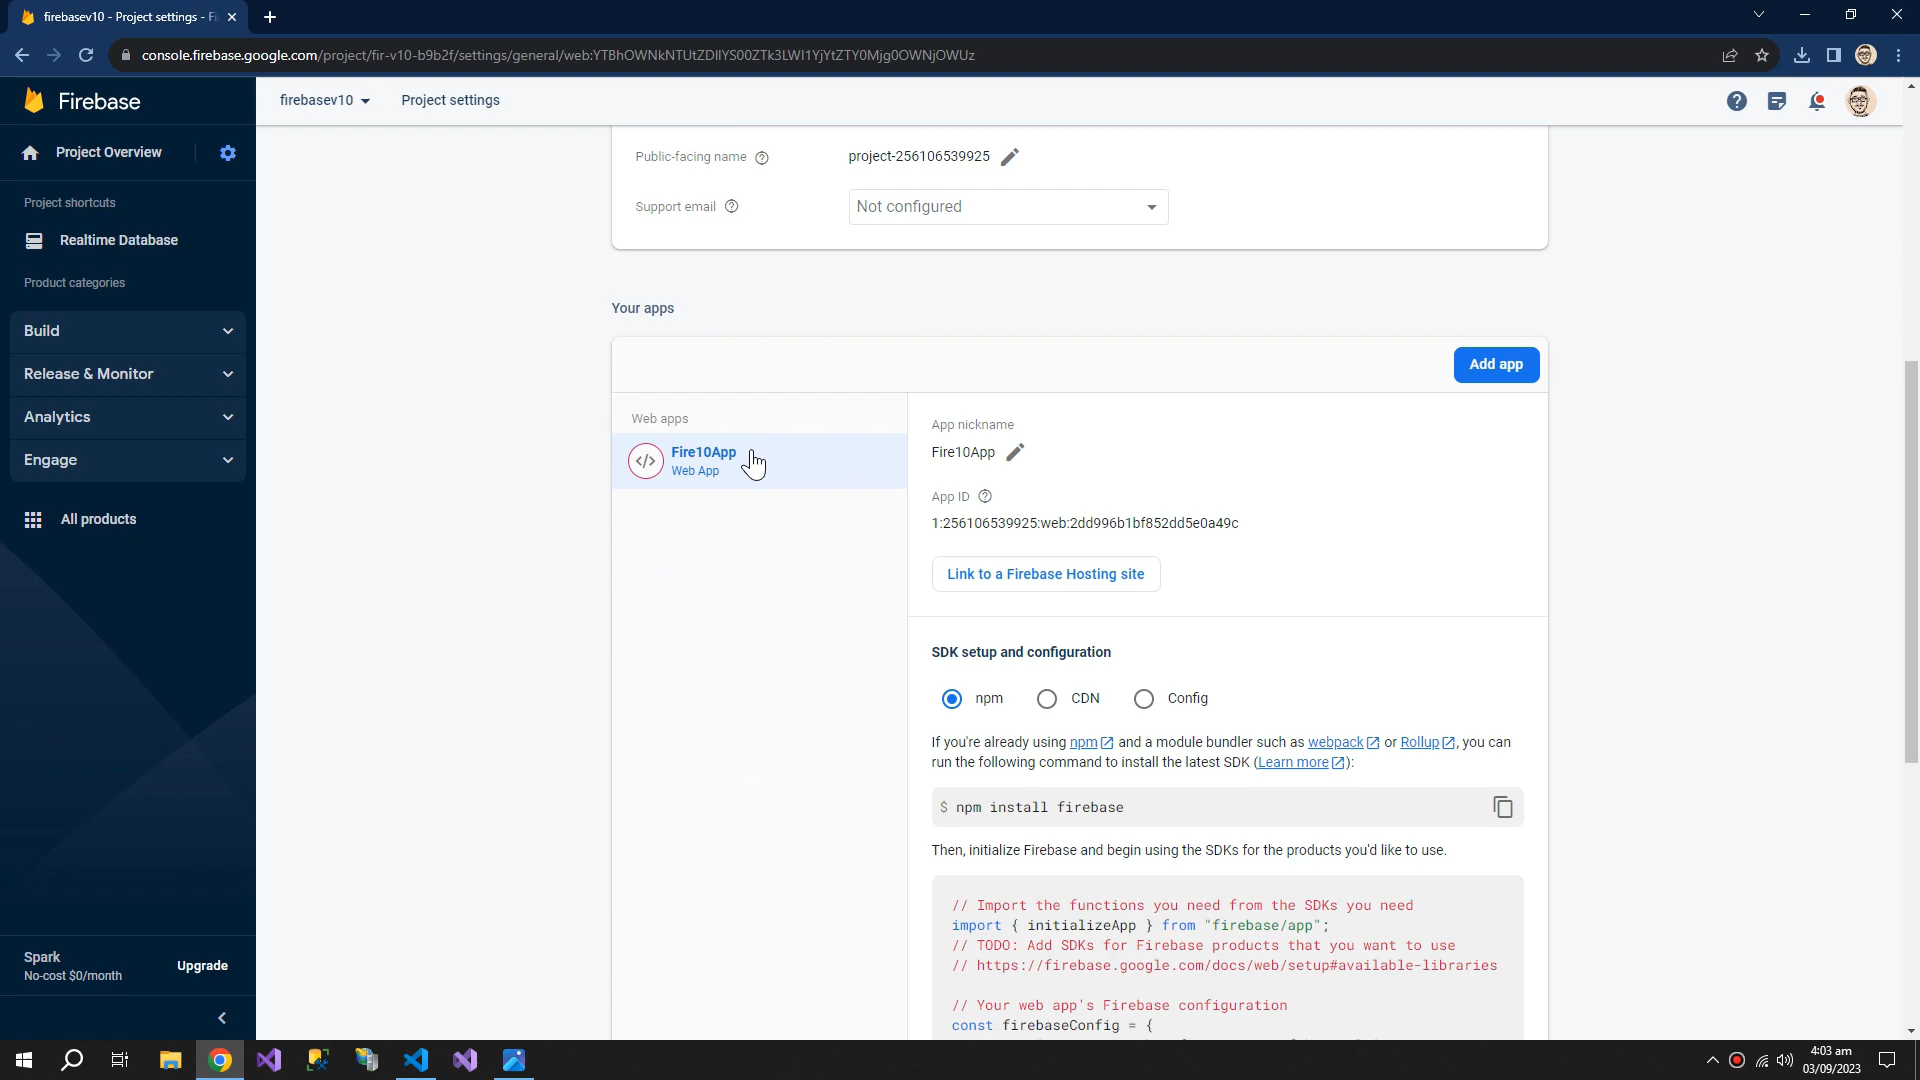 firebasev10 - Project settings - Fi
console.firebase.google.com/project/fir-v10-b9b2f/settings/general/web:YTBhOWNkNTUtZDllYS00ZTk3LWI1YjYtZTY0Mjg0OWNjOWUz
Firebase
firebasev10
Project settings
Project Overview
Project shortcuts
Realtime Database
Product categories
Build
Release & Monitor
Analytics
Engage
All products
Spark
No-cost $0/month
Upgrade
Public-facing name
project-256106539925
Support email
Not configured
Your apps
Add app
Web apps
Fire10App
Web App
App nickname
Fire10App
App ID
1:256106539925:web:2dd996b1bf852dd5e0a49c
Link to a Firebase Hosting site
SDK setup and configuration
npm
CDN
Config
If you're already using npm and a module bundler such as webpack or Rollup, you can
run the following command to install the latest SDK (Learn more):
$ npm install firebase
Then, initialize Firebase and begin using the SDKs for the products you'd like to use.
// Import the functions you need from the SDKs you need
import { initializeApp } from "firebase/app";
// TODO: Add SDKs for Firebase products that you want to use
// https://firebase.google.com/docs/web/setup#available-libraries
// Your web app's Firebase configuration
const firebaseConfig = {
4:03 am
03/09/2023